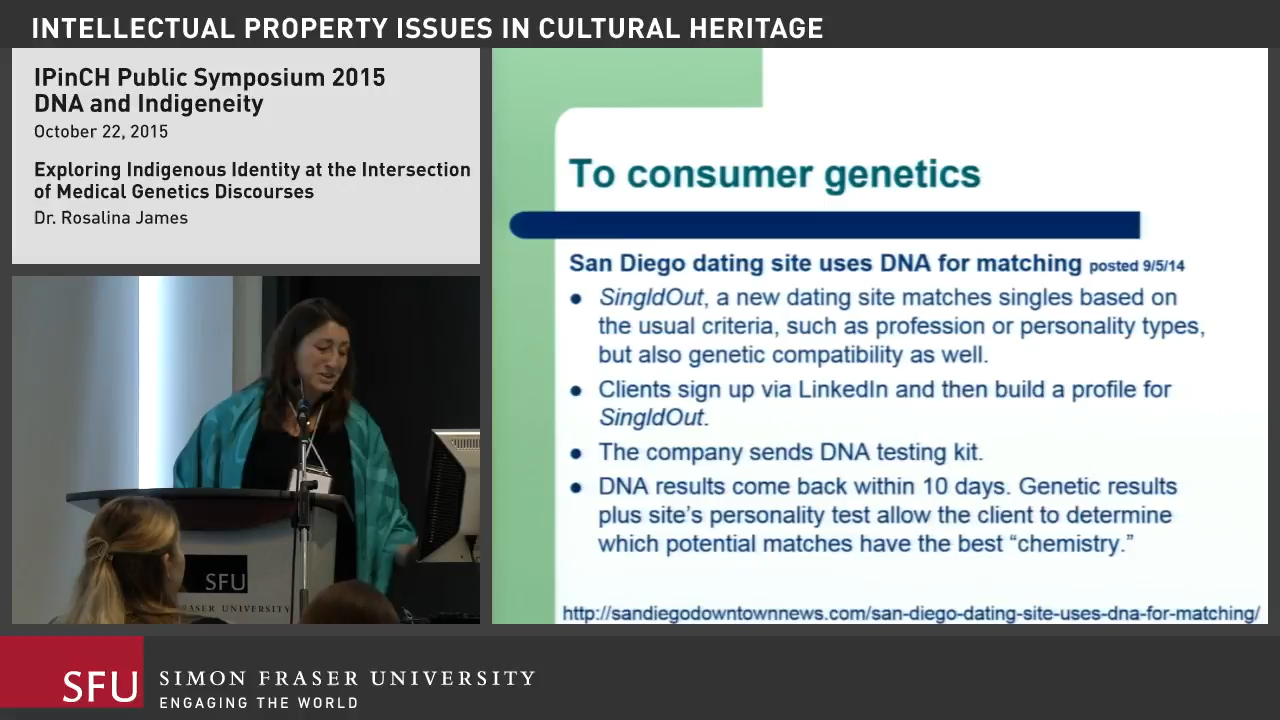 INTELLECTUAL PROPERTY ISSUES IN CULTURAL HERITAGE
IPinCH Public Symposium 2015
DNA and Indigeneity
October 22, 2015
Exploring Indigenous Identity at the Intersection
of Medical Genetics Discourses
Dr. Rosalina James
To consumer genetics
San Diego dating site uses DNA for matching posted 9/5/14
• SingldOut, a new dating site matches singles based on
the usual criteria, such as profession or personality types,
but also genetic compatibility as well.
• Clients sign up via LinkedIn and then build a profile for
SingldOut.
• The company sends DNA testing kit.
• DNA results come back within 10 days. Genetic results
plus site's personality test allow the client to determine
which potential matches have the best “chemistry.”
http://sandiegodowntownnews.com/san-diego-dating-site-uses-dna-for-matching/
SFU
FRASER UNIVERSITY
SFU
SIMON FRASER UNIVERSITY
ENGAGING THE WORLD